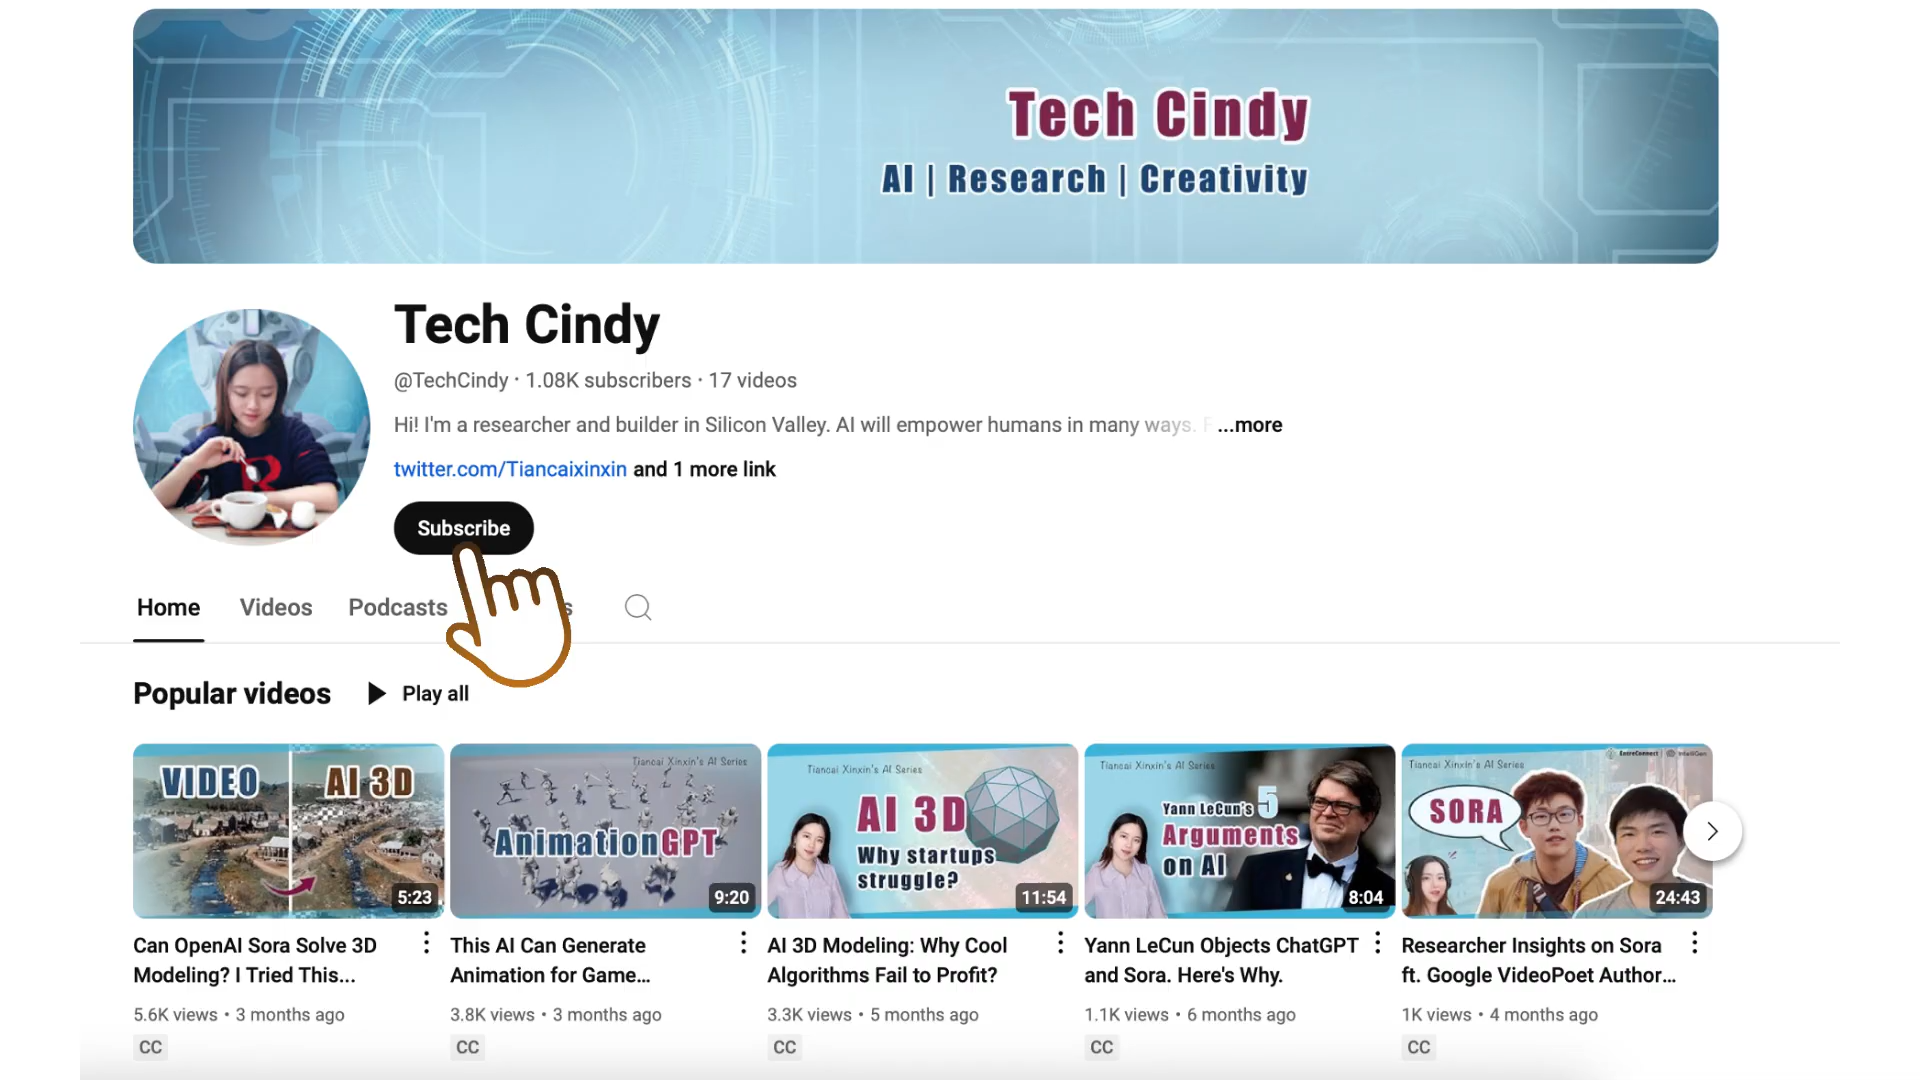 Tech Cindy
AI | Research | Creativity
Tech Cindy
@TechCindy · 1.08K subscribers · 17 videos
Hi! I'm a researcher and builder in Silicon Valley. AI will empower humans in many ways. ...more
twitter.com/Tiancaixinxin and 1 more link
Subscribe
Home Videos Podcasts
Popular videos Play all
VIDEO AI 3D
5:23
Tiancai Xinxin's AI Series
AnimationGPT
9:20
Tiancai Xinxin's AI Series
AI 3D
Why startups
struggle?
11:54
Tiancai Xinxin's AI Series
Yann LeCun's 5
Arguments
on AI
8:04
EntreConnect | IntelliGen
Tiancai Xinxin's AI Series
SORA
24:43
Can OpenAI Sora Solve 3D
Modeling? I Tried This...
5.6K views • 3 months ago
CC
This AI Can Generate
Animation for Game...
3.8K views • 3 months ago
CC
AI 3D Modeling: Why Cool
Algorithms Fail to Profit?
3.3K views • 5 months ago
CC
Yann LeCun Objects ChatGPT
and Sora. Here's Why.
1.1K views • 6 months ago
CC
Researcher Insights on Sora
ft. Google VideoPoet Author...
1K views • 4 months ago
CC